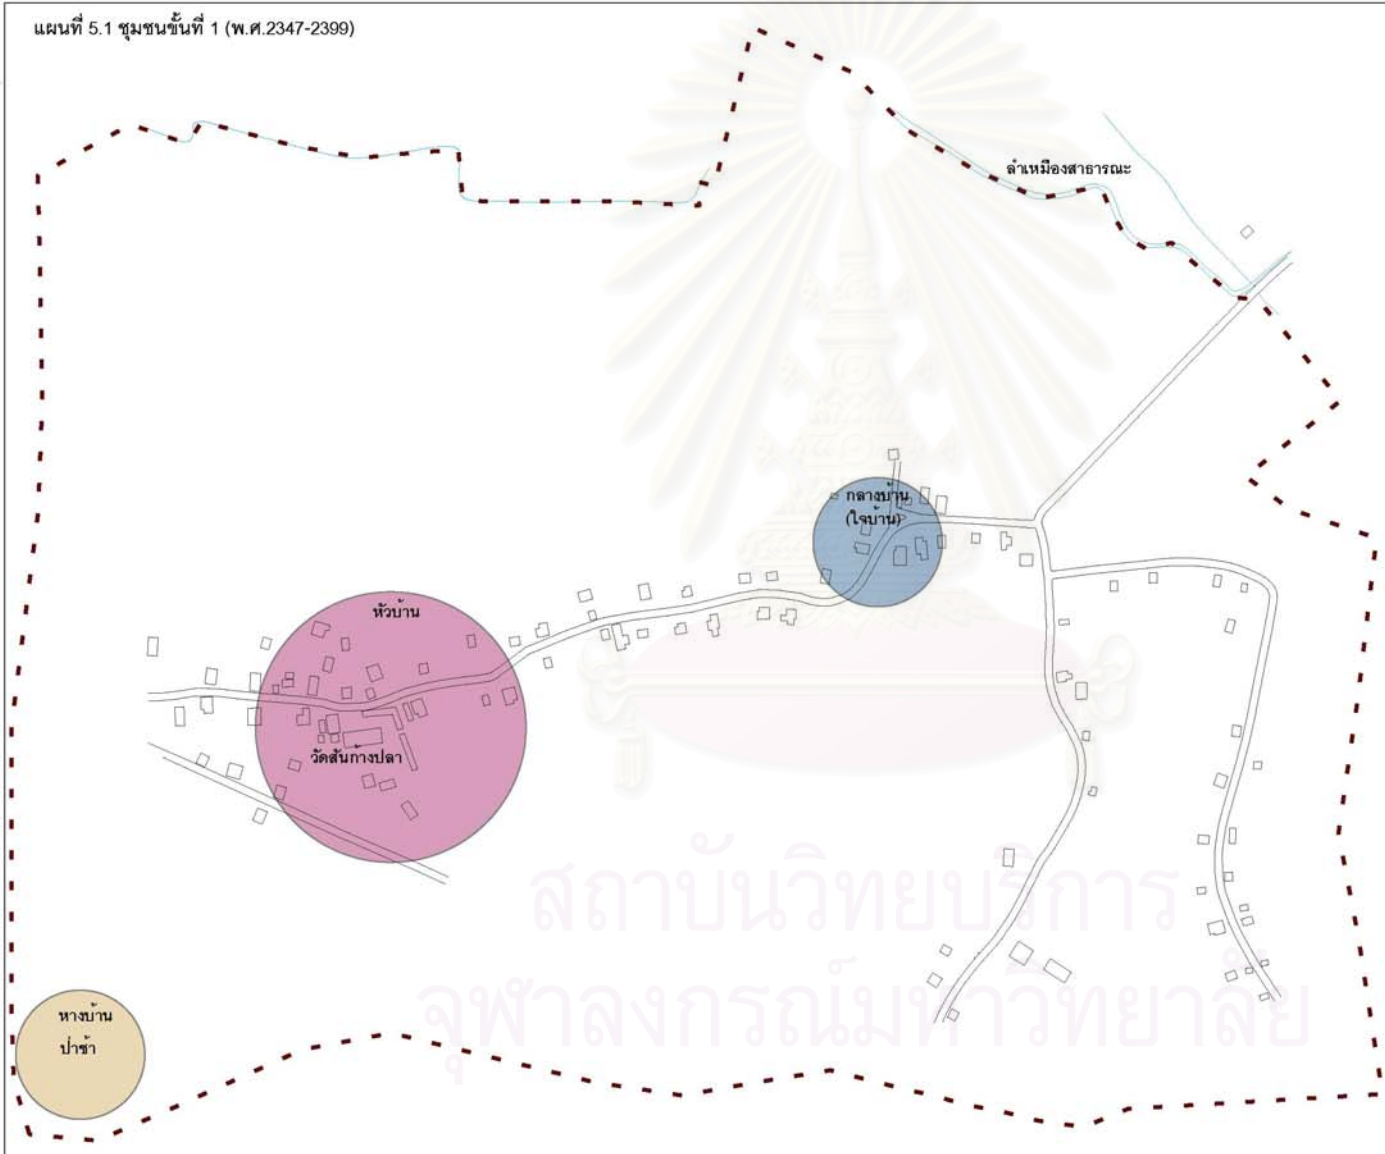 แผนที่ 5.1 ชุมชนขั้นที่ 1 (พ.ศ.2347-2399)
ลำเหมืองสาธารณะ
กลางบ้าน
(ใจบ้าน)
หัวบ้าน
วัดสันก้างปลา
สถาบันวิทยบริการ
จุฬาลงกรณ์มหาวิทยาลัย
หางบ้าน
ป่าช้า